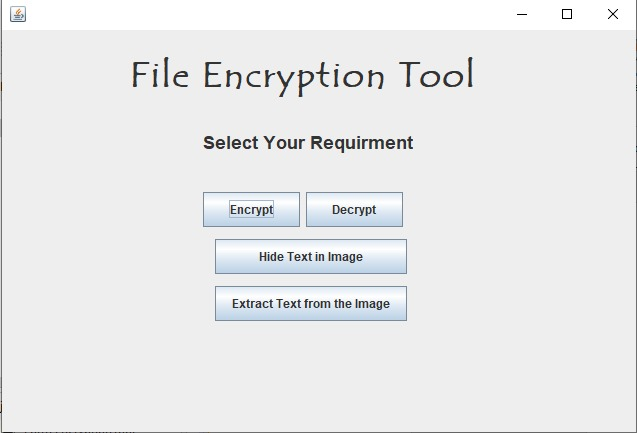 File Encryption Tool
Select Your Requirment
Encrypt Decrypt
Hide Text in Image
Extract Text from the Image